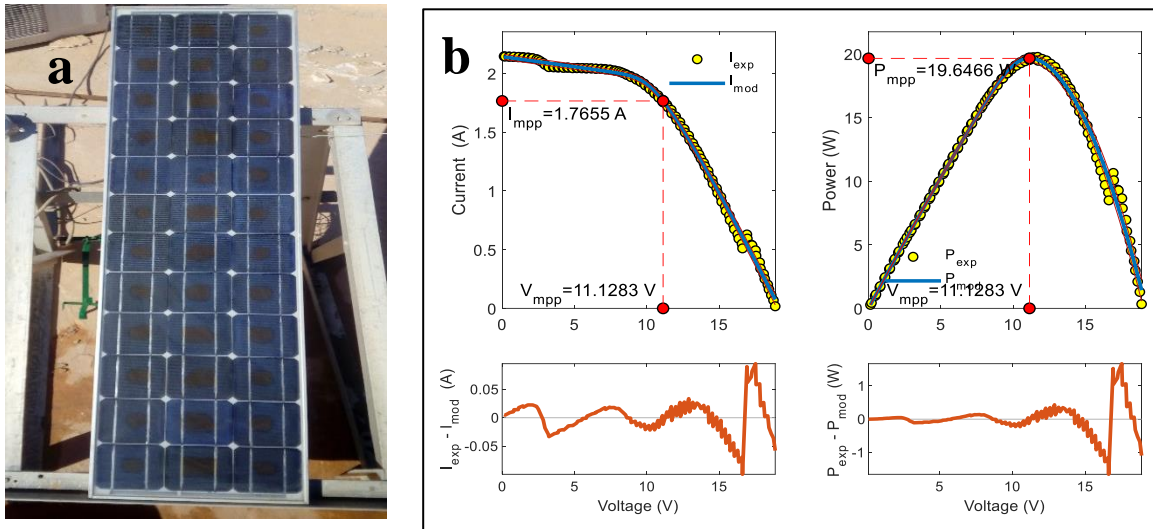 a
b
Current (A)
2
1.5
1
0.5
0
0 5 10 15
I_exp
I_mod
I_mpp=1.7655 A
V_mpp=11.1283 V
Power (W)
20
15
10
5
0
0 5 10 15
P_mpp=19.6466 W
P_exp
P_mod
V_mpp=11.1283 V
I_exp - I_mod (A)
0.05
0
-0.05
0 5 10 15
Voltage (V)
P_exp - P_mod (W)
1
0
-1
0 5 10 15
Voltage (V)